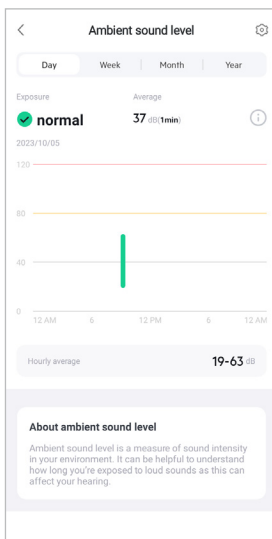 Ambient sound level
Day Week Month Year
Exposure Average
normal 37 dB(1min)
2023/10/05
120
80
40
0
12 AM 6 12 PM 6 12 AM
Hourly average 19-63 dB
About ambient sound level
Ambient sound level is a measure of sound intensity
in your environment. It can be helpful to understand
how long you're exposed to loud sounds as this can
affect your hearing.